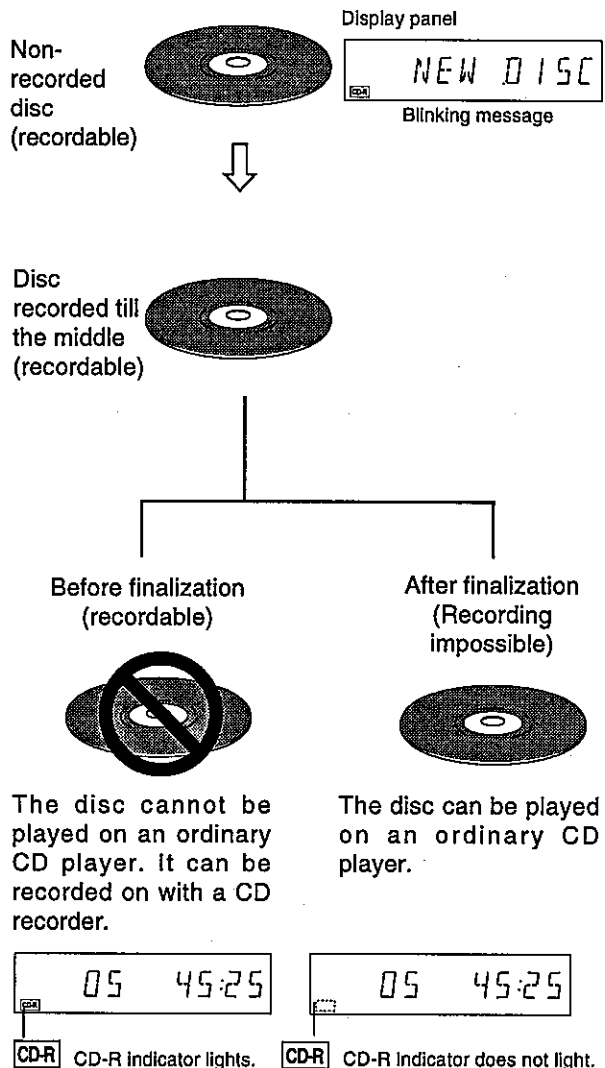 Display panel
Non-
recorded
disc
(recordable)
CD-R
NEW DISC
Blinking message
Disc
recorded till
the middle
(recordable)
Before finalization
(recordable)
After finalization
(Recording
impossible)
The disc cannot be
played on an ordinary
CD player. It can be
recorded on with a CD
recorder.
The disc can be played
on an ordinary CD
player.
05 45:25
CD-R
CD-R CD-R indicator lights.
05 45:25
CD-R CD-R indicator does not light.